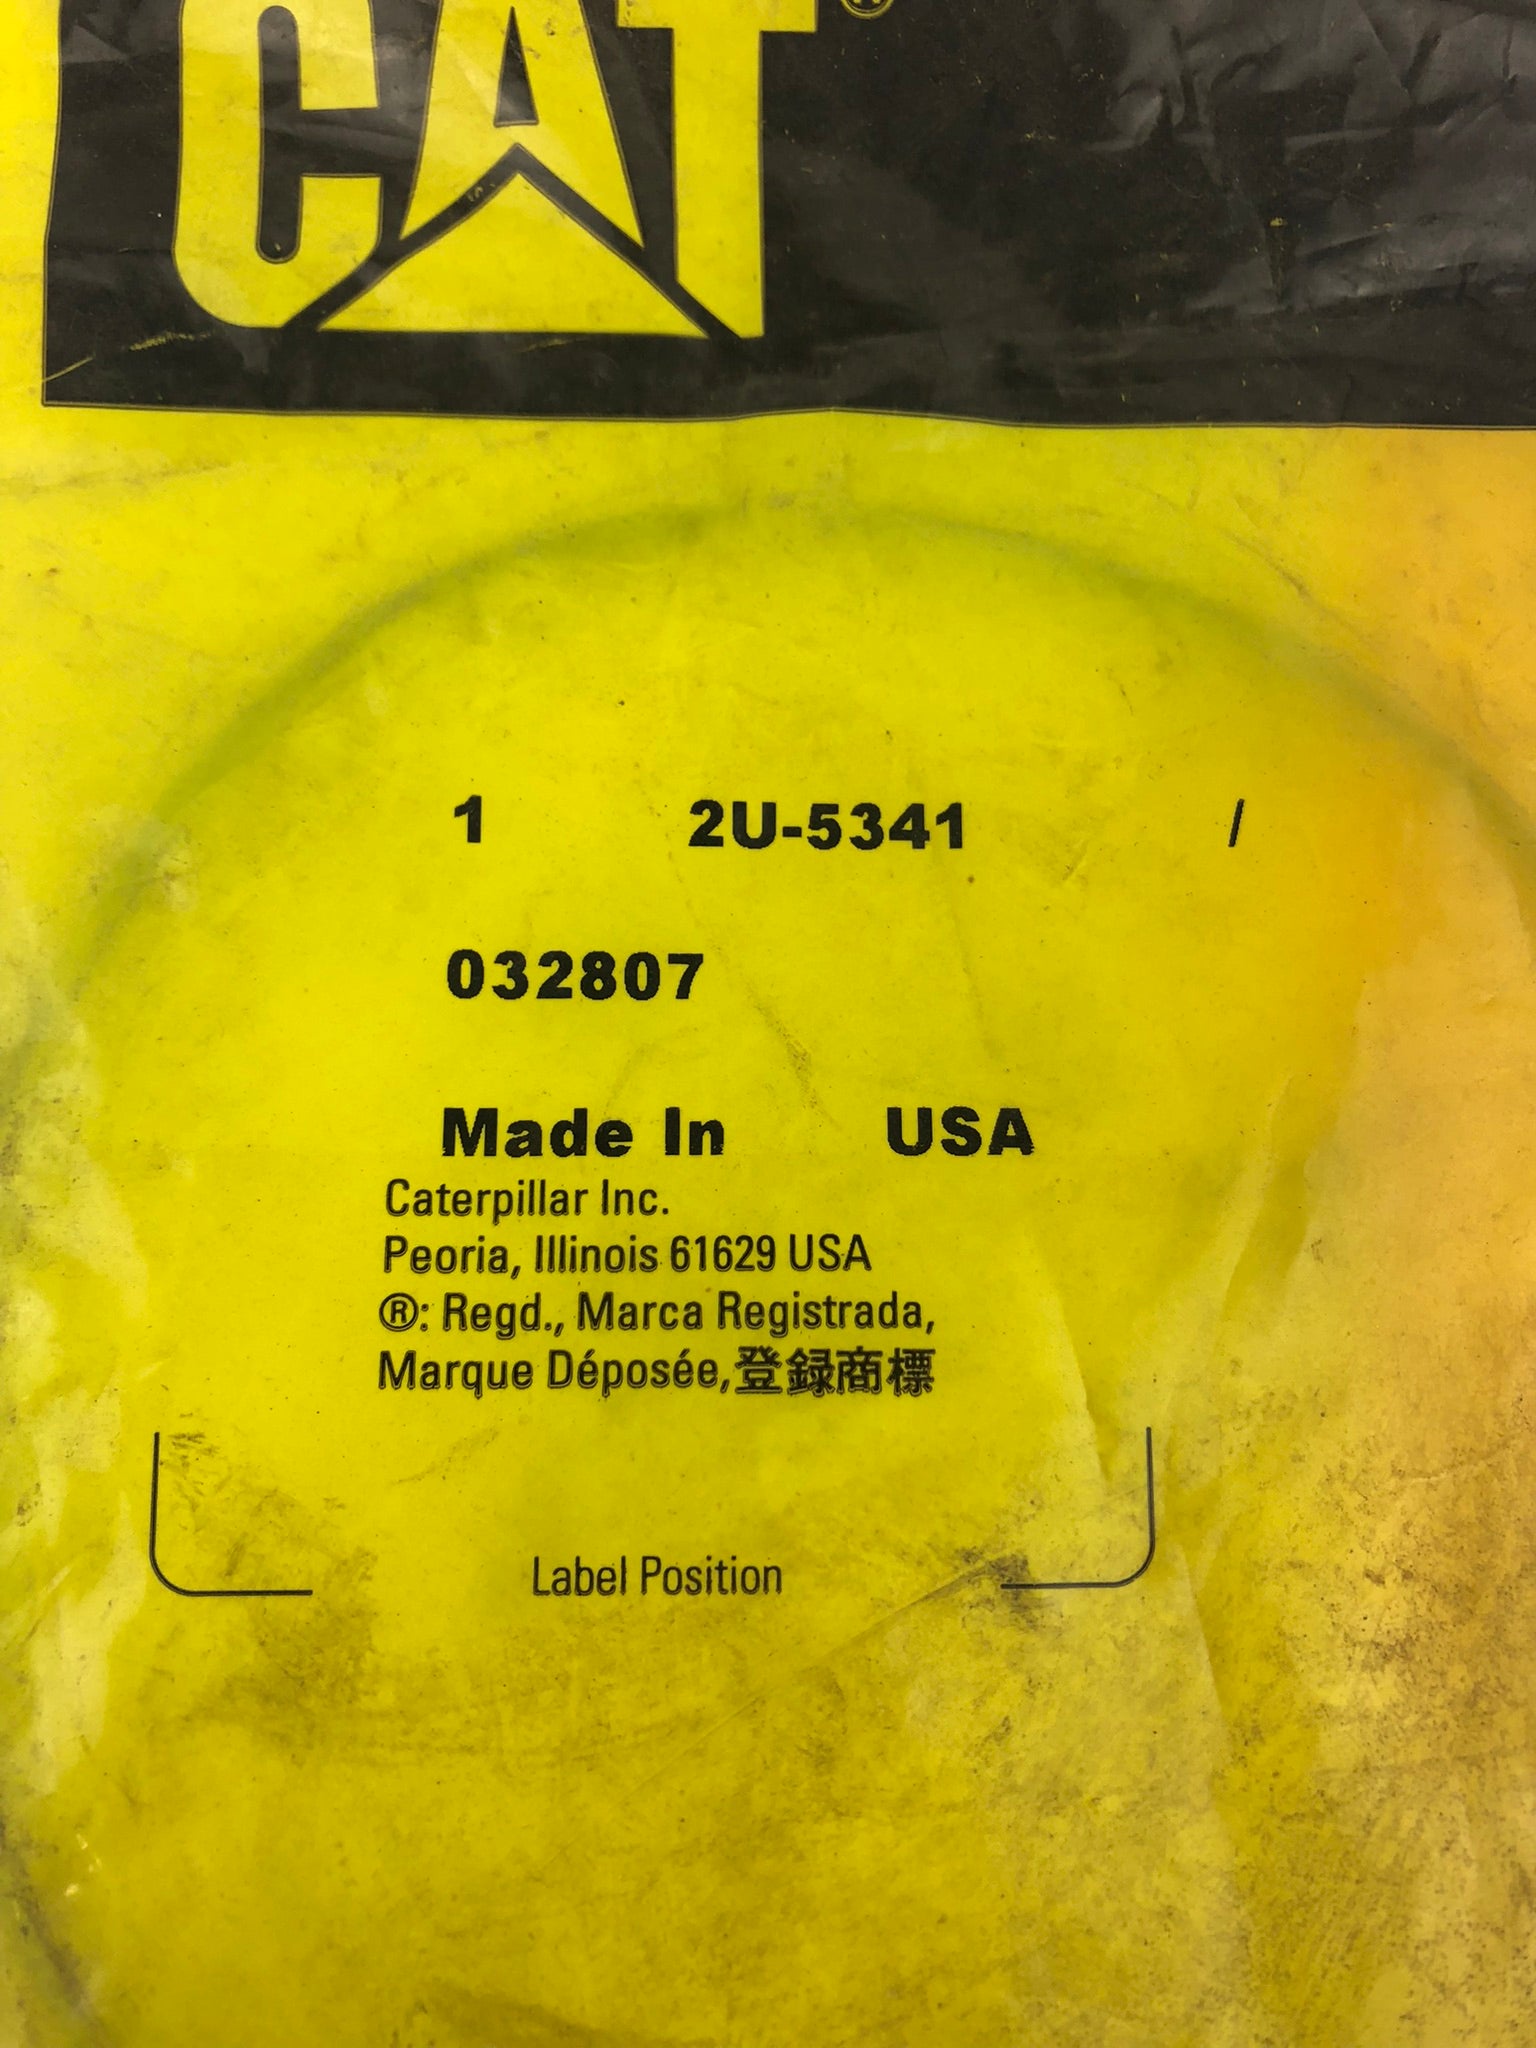 CAT®
1 2U-5341 /
032807
Made In USA
Caterpillar Inc.
Peoria, Illinois 61629 USA
®: Regd., Marca Registrada,
Marque Déposée,登録商標
Label Position